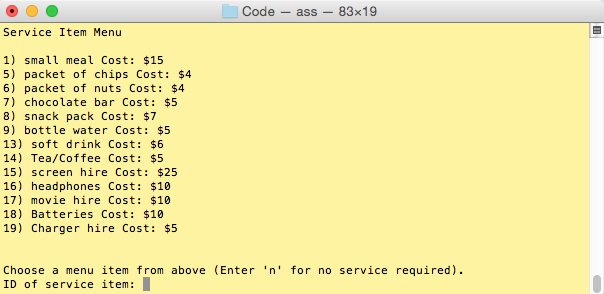 Code — ass — 83×19
Service Item Menu
1) small meal Cost: $15
5) packet of chips Cost: $4
6) packet of nuts Cost: $4
7) chocolate bar Cost: $5
8) snack pack Cost: $7
9) bottle water Cost: $5
13) soft drink Cost: $6
14) Tea/Coffee Cost: $5
15) screen hire Cost: $25
16) headphones Cost: $10
17) movie hire Cost: $10
18) Batteries Cost: $10
19) Charger hire Cost: $5
Choose a menu item from above (Enter 'n' for no service required).
ID of service item: